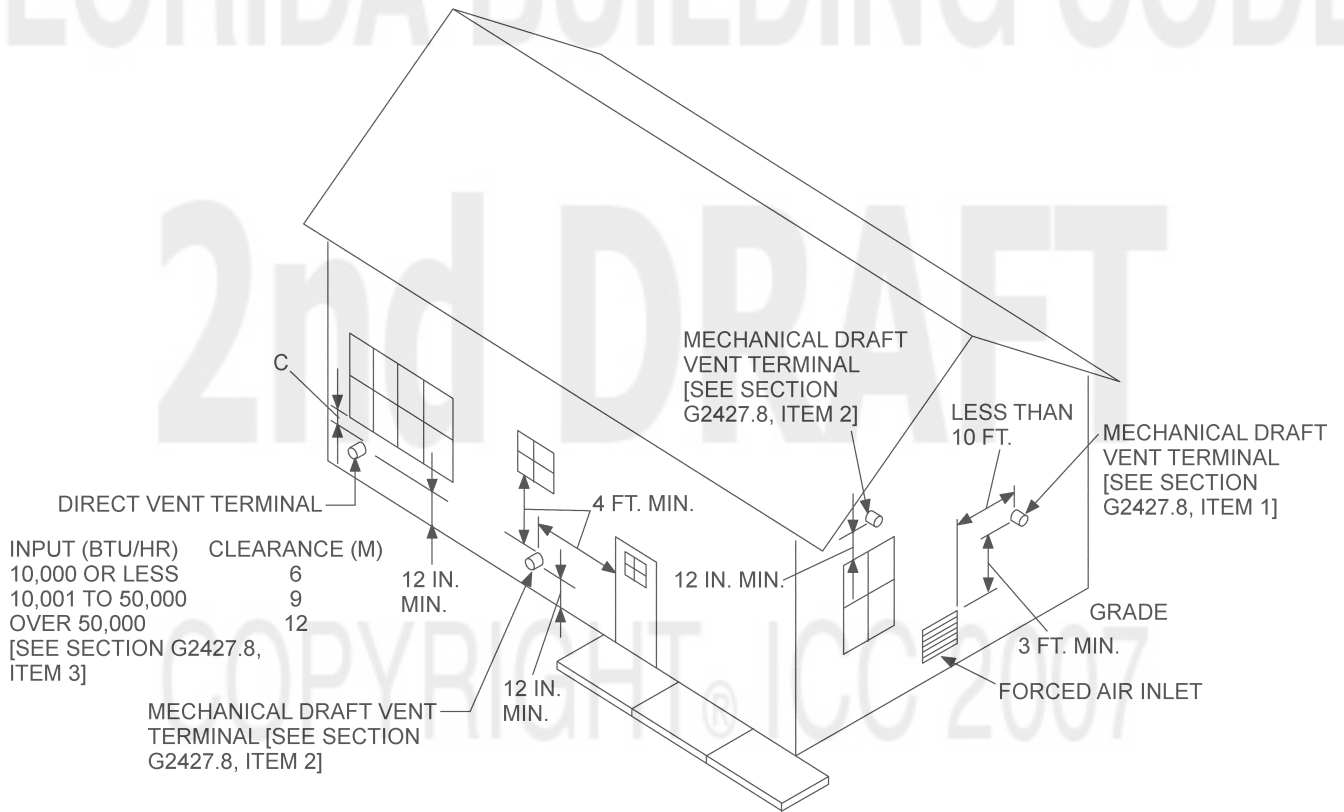 FLORIDA BUILDING CODE
2nd DRAFT
COPYRIGHT ® ICC 2007
C
DIRECT VENT TERMINAL
INPUT (BTU/HR) CLEARANCE (M)
10,000 OR LESS 6
10,001 TO 50,000 9
OVER 50,000 12
[SEE SECTION G2427.8,
ITEM 3]
12 IN.
MIN.
4 FT. MIN.
12 IN.
MIN.
MECHANICAL DRAFT VENT
TERMINAL [SEE SECTION
G2427.8, ITEM 2]
MECHANICAL DRAFT
VENT TERMINAL
[SEE SECTION
G2427.8, ITEM 2]
12 IN. MIN.
LESS THAN
10 FT.
MECHANICAL DRAFT
VENT TERMINAL
[SEE SECTION
G2427.8, ITEM 1]
GRADE
3 FT. MIN.
FORCED AIR INLET